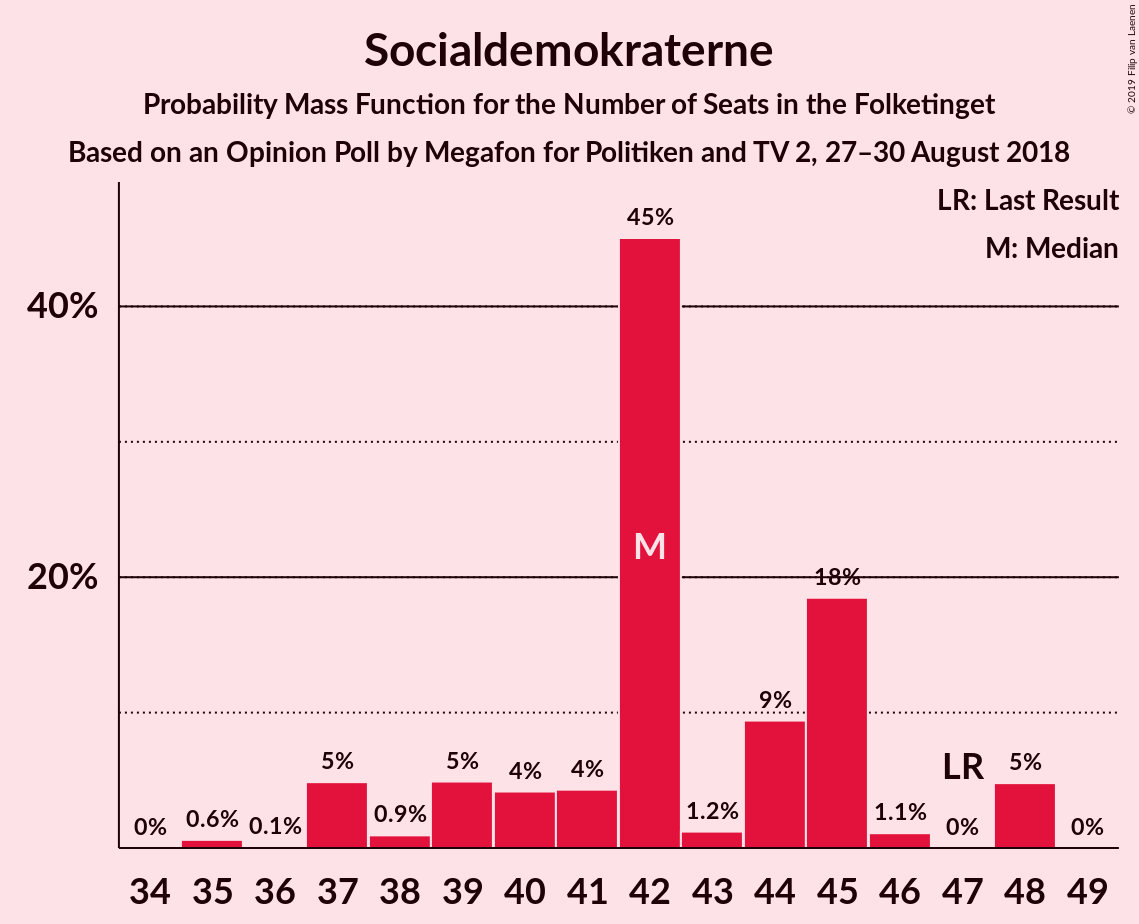 Socialdemokraterne
Probability Mass Function for the Number of Seats in the Folketinget
Based on an Opinion Poll by Megafon for Politiken and TV 2, 27–30 August 2018
© 2019 Filip van Laenen
LR: Last Result
M: Median
45%
40%
M
20%
18%
9%
LR
5%
5%
4%
4%
5%
0%
0.6%
0.1%
0.9%
1.2%
1.1%
0%
0%
34 35 36 37 38 39 40 41 42 43 44 45 46 47 48 49